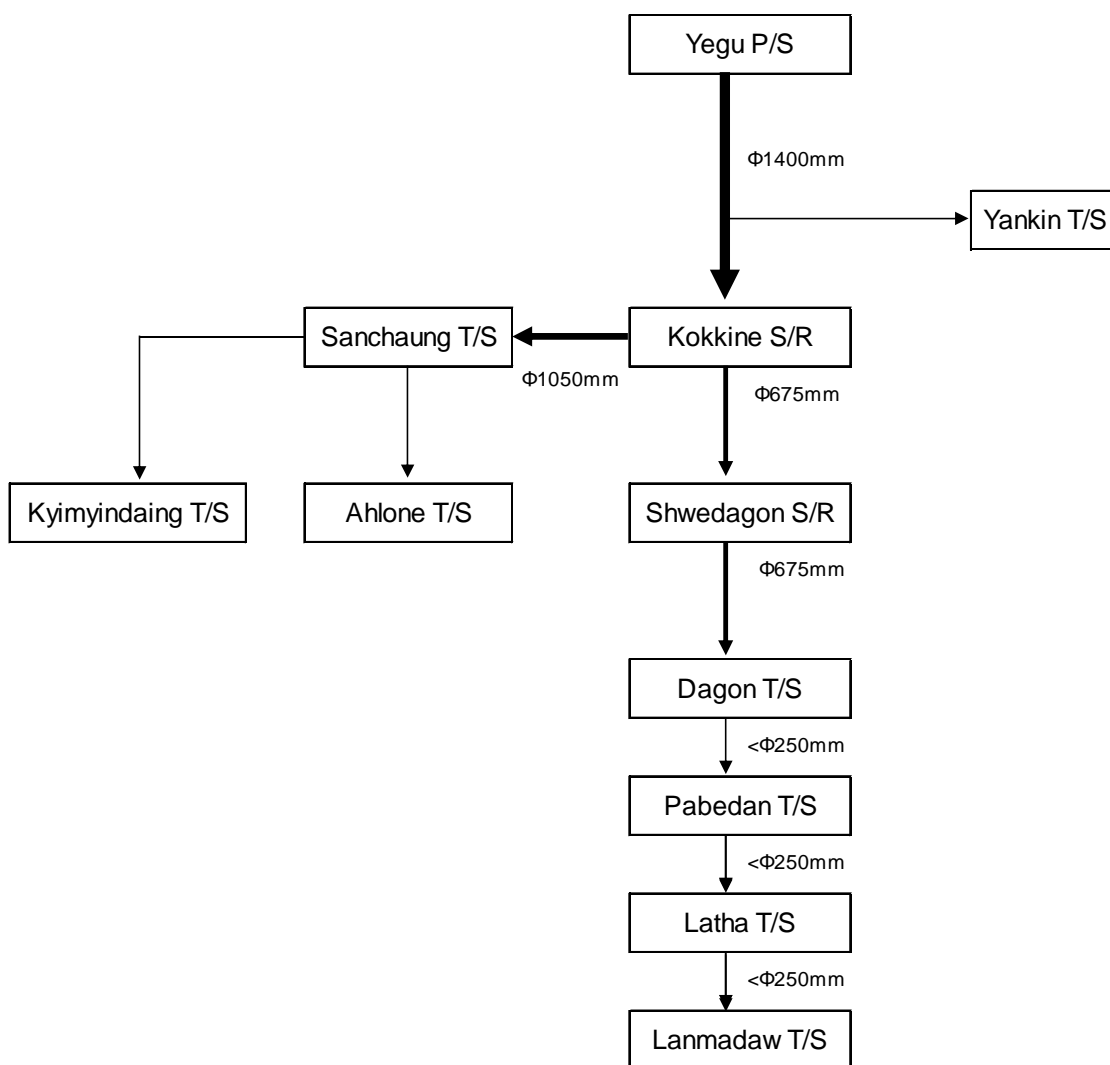 Yegu P/S
Φ1400mm
Yankin T/S
Sanchaung T/S
Kokkine S/R
Φ1050mm
Φ675mm
Kyimyindaing T/S
Ahlone T/S
Shwedagon S/R
Φ675mm
Dagon T/S
<Φ250mm
Pabedan T/S
<Φ250mm
Latha T/S
<Φ250mm
Lanmadaw T/S